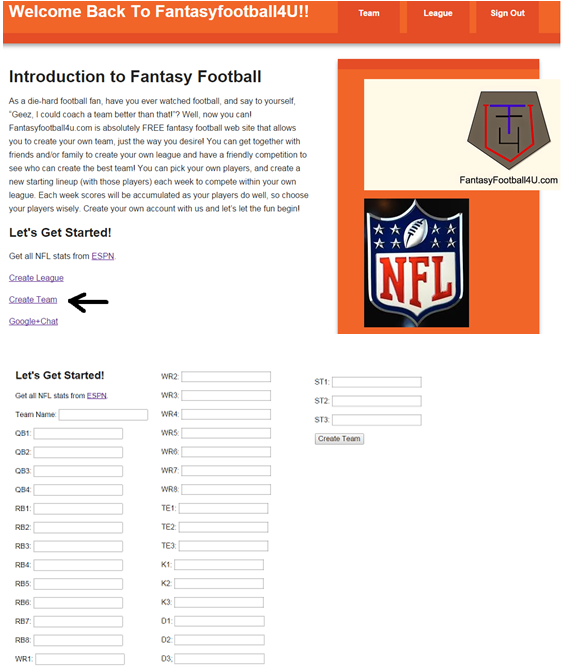 Welcome Back To Fantasyfootball4U!!
Team
League
Sign Out
Introduction to Fantasy Football
As a die-hard football fan, have you ever watched football, and say to yourself,
"Geez, I could coach a team better than that!"? Well, now you can!
Fantasyfootball4u.com is absolutely FREE fantasy football web site that allows
you to create your own team, just the way you desire! You can get together with
friends and/or family to create your own league and have a friendly competition to
see who can create the best team! You can pick your own players, and create a
new starting lineup (with those players) each week to compete within your own
league. Each week scores will be accumulated as your players do well, so choose
your players wisely. Create your own account with us and let's let the fun begin!
FantasyFootball4U.com
NFL
Let's Get Started!
Get all NFL stats from ESPN.
Create League
Create Team
Google+Chat
Let's Get Started!
Get all NFL stats from ESPN.
Team Name:
QB1:
QB2:
QB3:
QB4:
RB1:
RB2:
RB3:
RB4:
RB5:
RB6:
RB7:
RB8:
WR1:
WR2:
WR3:
WR4:
WR5:
WR6:
WR7:
WR8:
TE1:
TE2:
TE3:
K1:
K2:
K3:
D1:
D2:
D3;
ST1:
ST2:
ST3:
Create Team